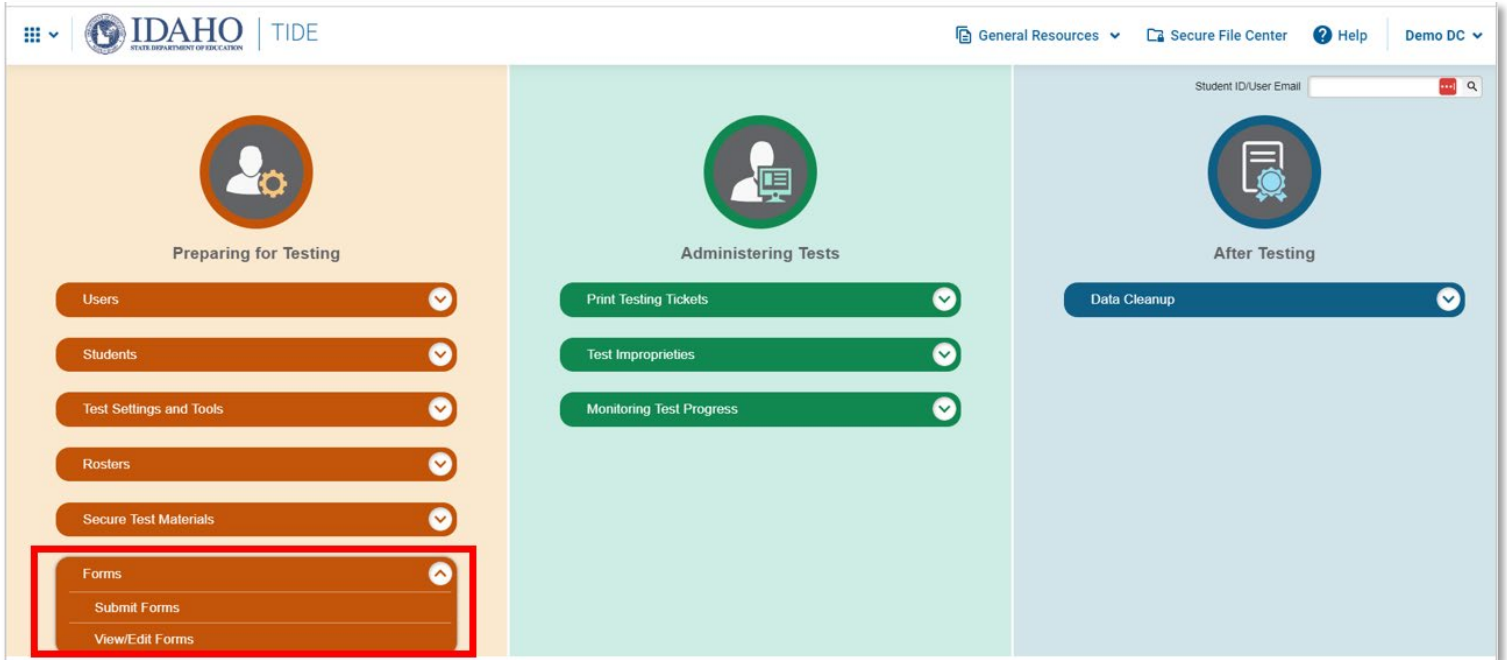 IDAHO
STATE DEPARTMENT OF EDUCATION
TIDE
General Resources
Secure File Center
Help
Demo DC
Student ID/User Email
Preparing for Testing
Users
Students
Test Settings and Tools
Rosters
Secure Test Materials
Forms
Submit Forms
View/Edit Forms
Administering Tests
Print Testing Tickets
Test Improprieties
Monitoring Test Progress
After Testing
Data Cleanup